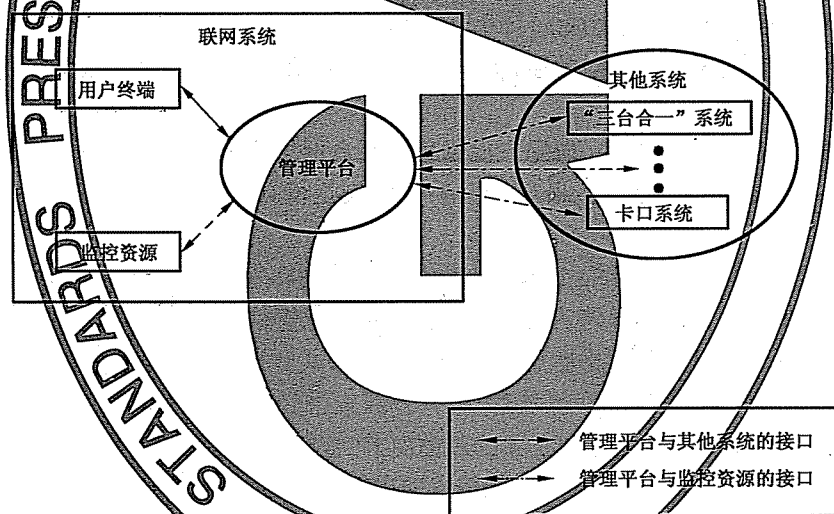 联网系统
用户终端
管理平台
监控资源
其他系统
“三台合一”系统
卡口系统
管理平台与其他系统的接口
管理平台与监控资源的接口
STANDARDS PRES